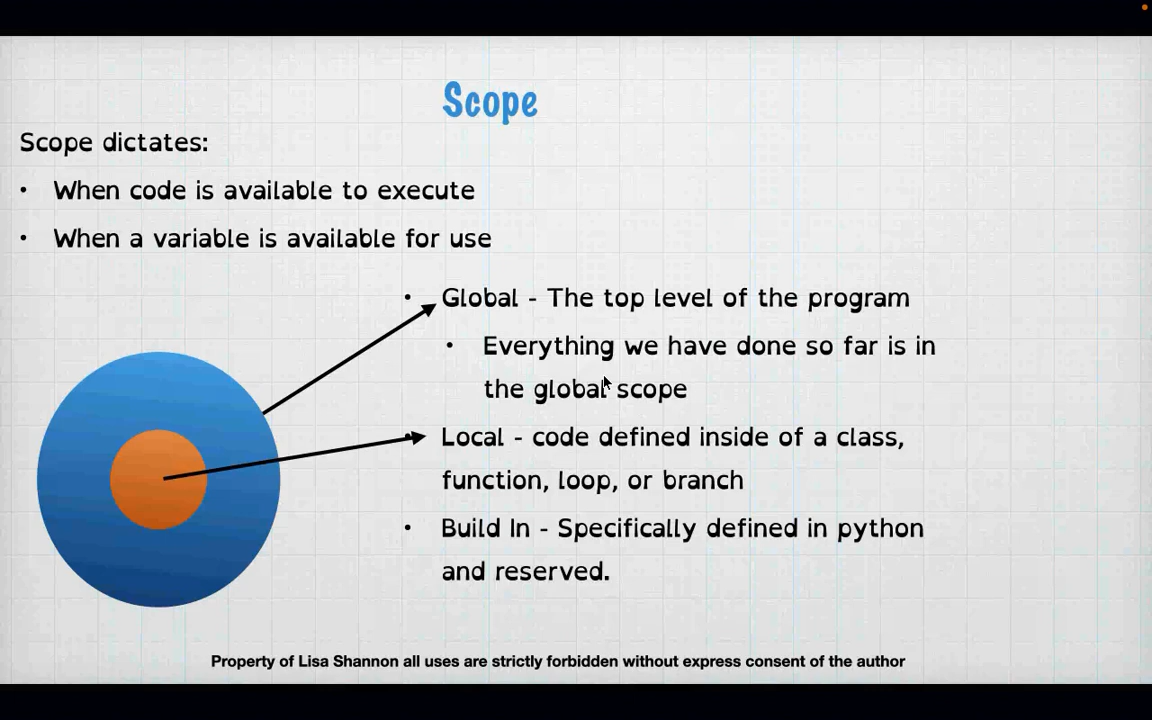 Scope
Scope dictates:
• When code is available to execute
• When a variable is available for use
• Global - The top level of the program
• Everything we have done so far is in
the global scope
• Local - code defined inside of a class,
function, loop, or branch
• Build In - Specifically defined in python
and reserved.
Property of Lisa Shannon all uses are strictly forbidden without express consent of the author